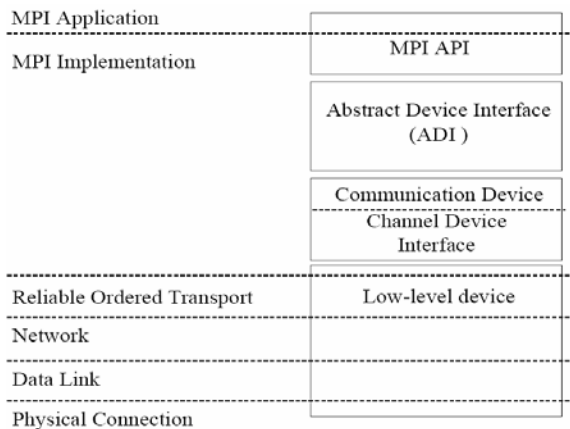 MPI Application
MPI API
MPI Implementation
Abstract Device Interface
(ADI )
Communication Device
Channel Device
Interface
Reliable Ordered Transport
Low-level device
Network
Data Link
Physical Connection